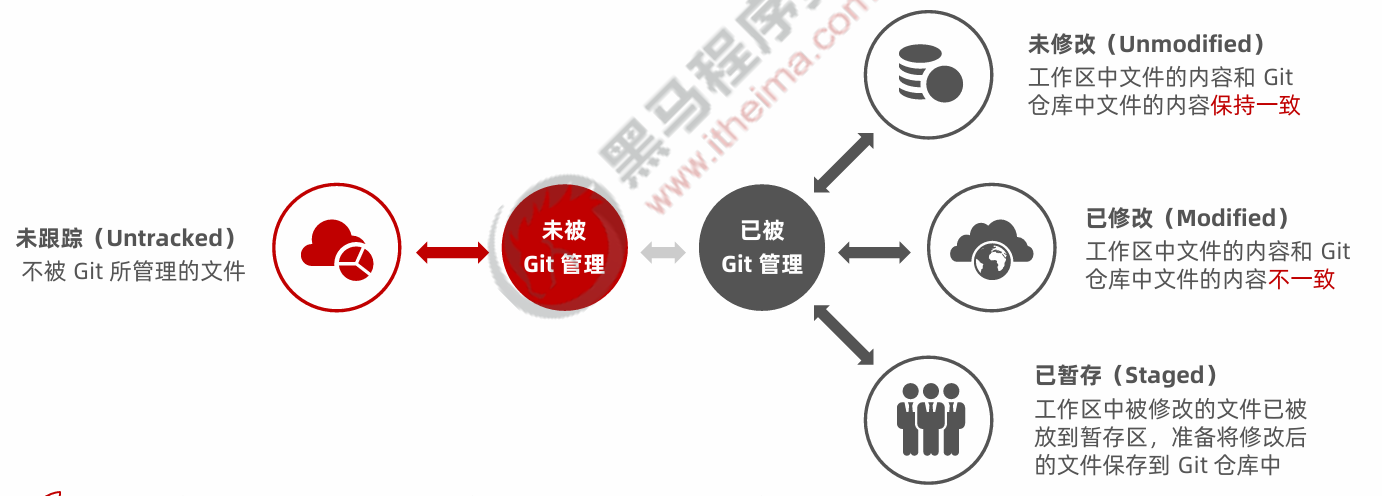 未跟踪（Untracked）
不被 Git 所管理的文件
未被
Git 管理
已被
Git 管理
未修改（Unmodified）
工作区中文件的内容和 Git
仓库中文件的内容保持一致
已修改（Modified）
工作区中文件的内容和 Git
仓库中文件的内容不一致
已暂存（Staged）
工作区中被修改的文件已被
放到暂存区，准备将修改后
的文件保存到 Git 仓库中
黑马程序
www.itheima.com